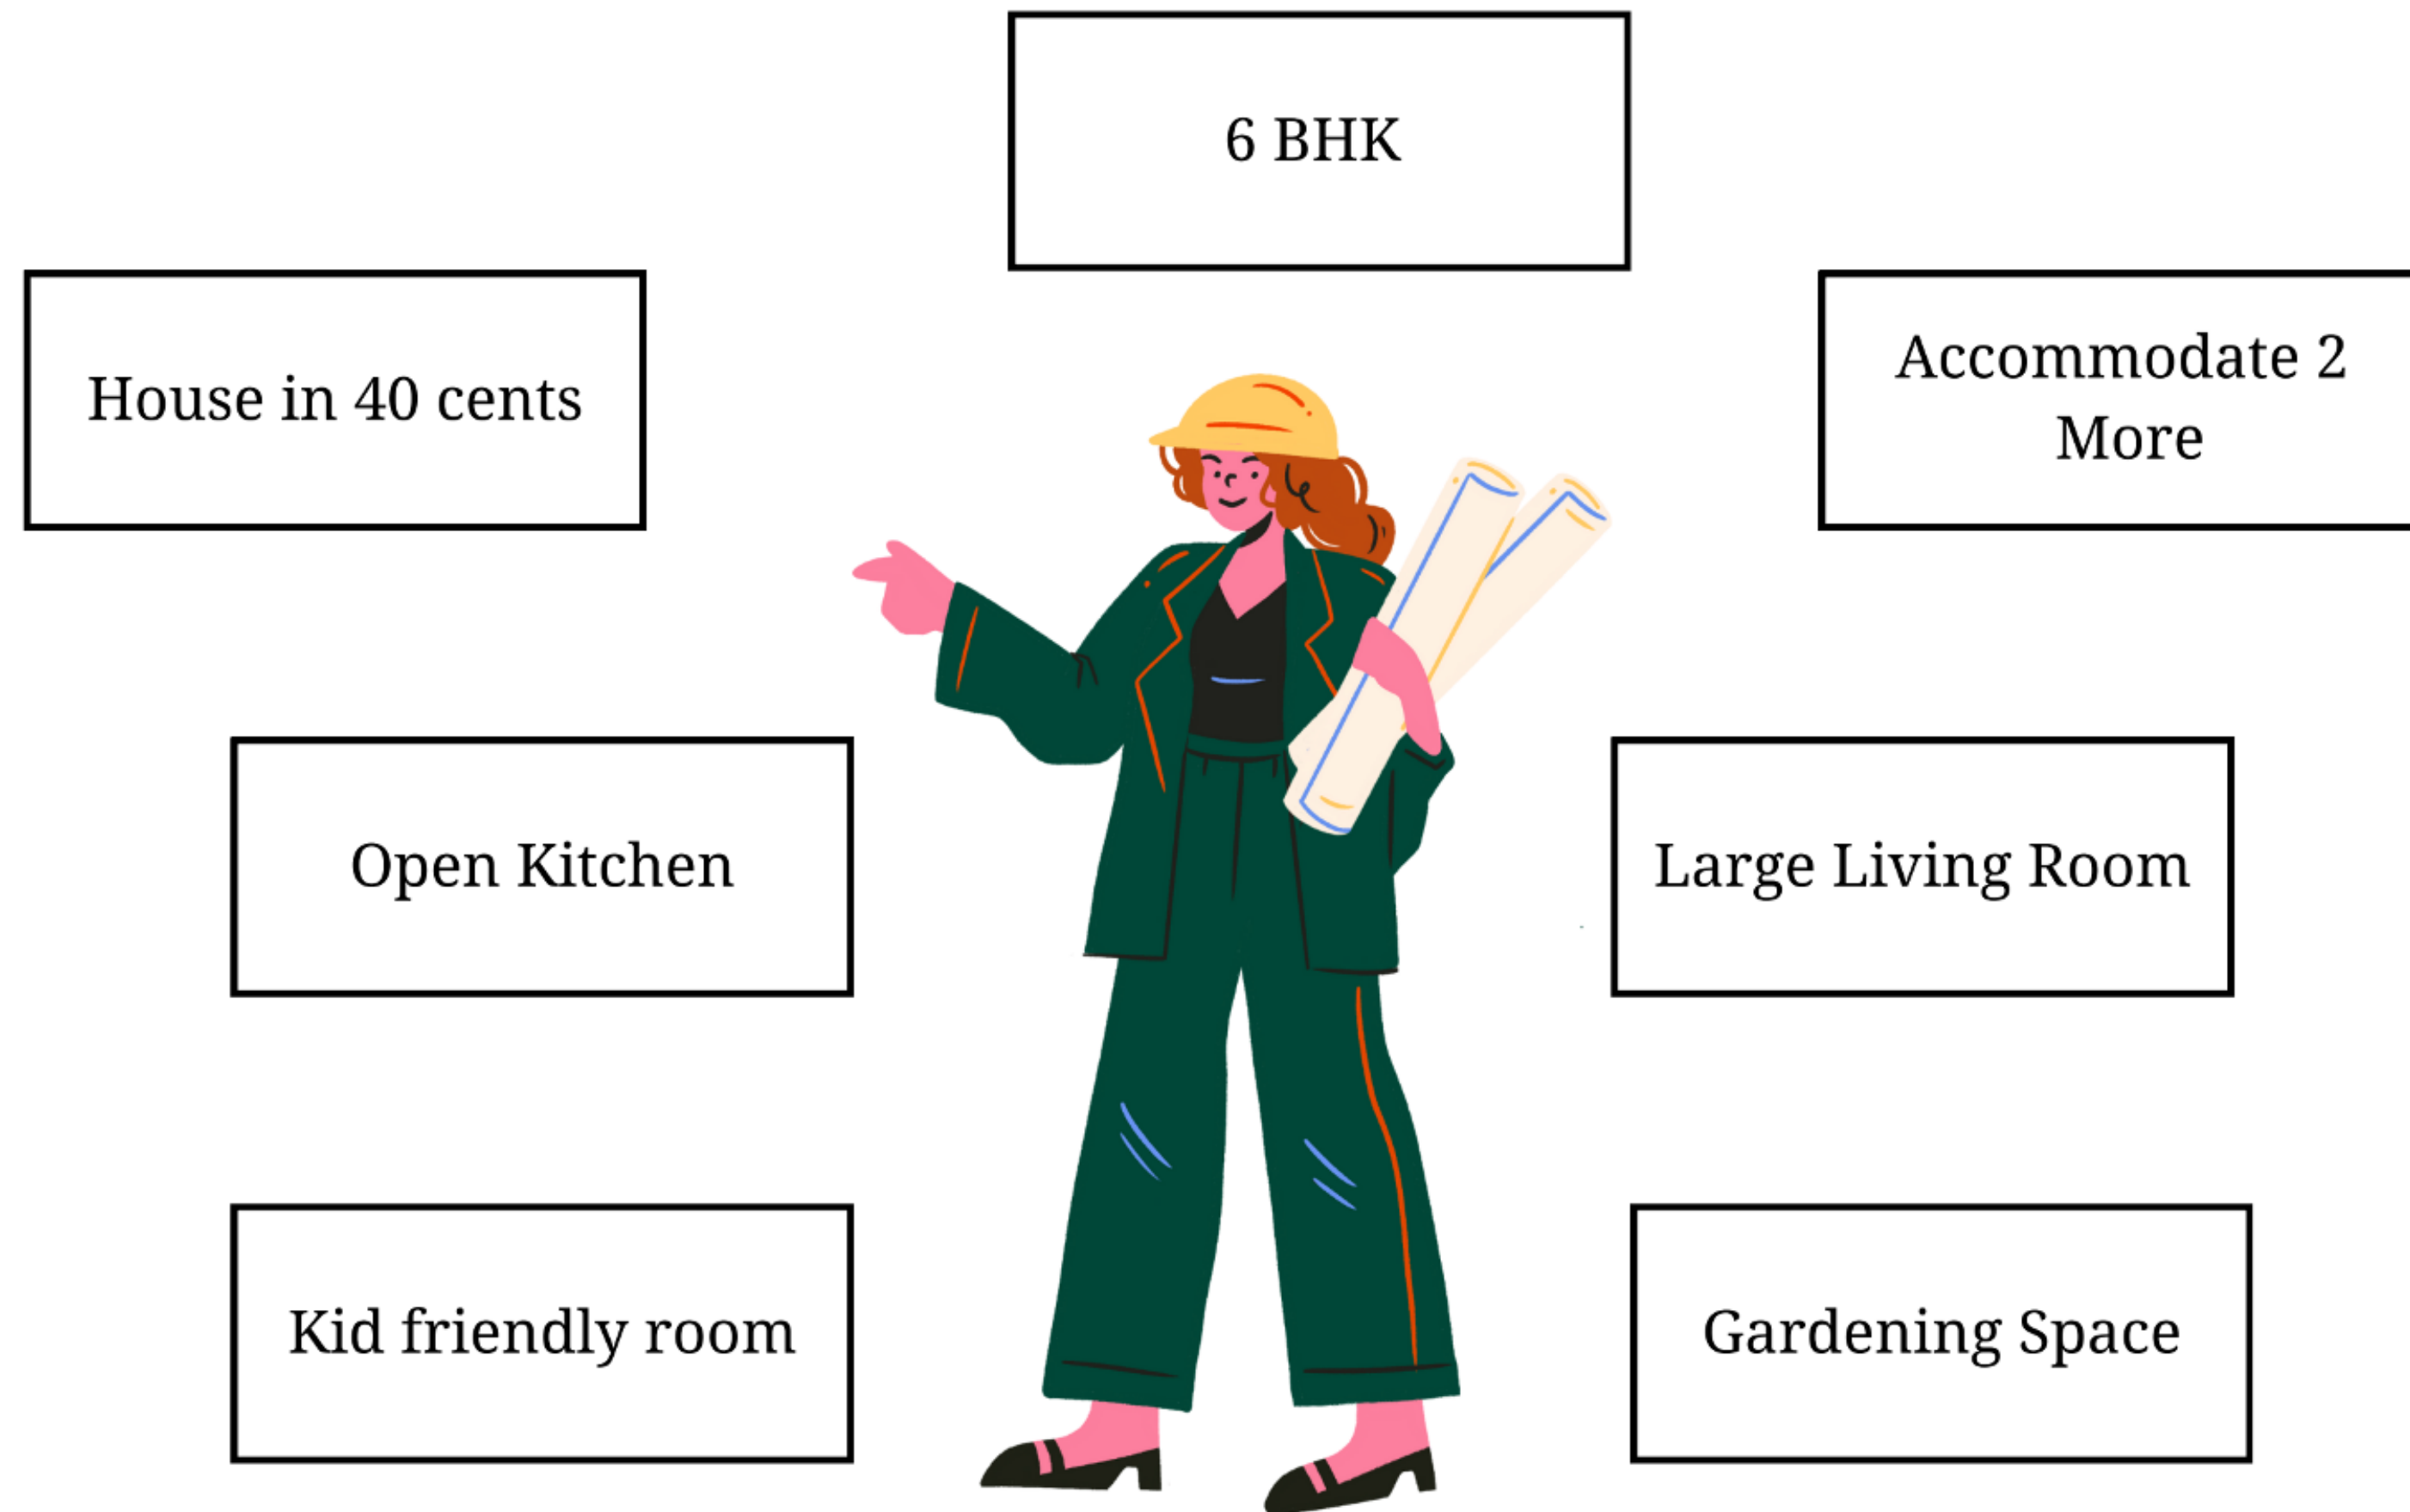 6 BHK
House in 40 cents
Accommodate 2
More
Open Kitchen
Large Living Room
Kid friendly room
Gardening Space